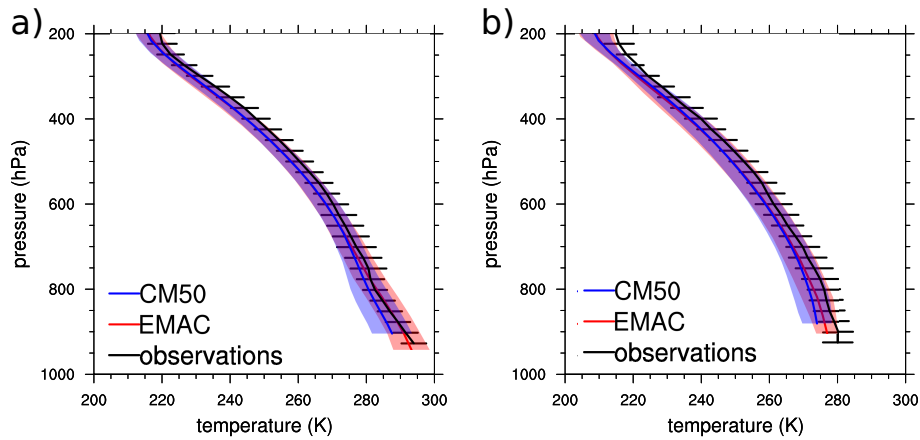 a)
200
400
600
800
1000
pressure (hPa)
CM50
EMAC
observations
200 220 240 260 280 300
temperature (K)
b)
200
400
600
800
1000
pressure (hPa)
CM50
EMAC
observations
200 220 240 260 280 300
temperature (K)